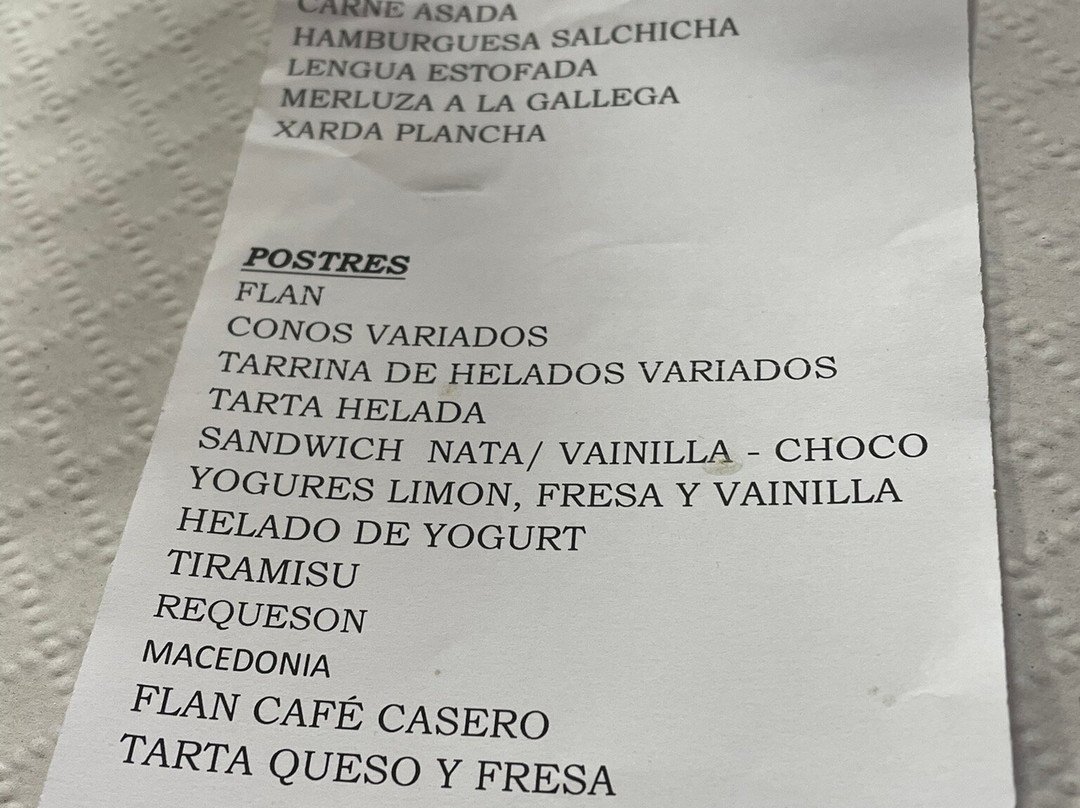 CARNE ASADA
HAMBURGUESA SALCHICHA
LENGUA ESTOFADA
MERLUZA A LA GALLEGA
XARDA PLANCHA
POSTRES
FLAN
CONOS VARIADOS
TARRINA DE HELADOS VARIADOS
TARTA HELADA
SANDWICH NATA/ VAINILLA - CHOCO
YOGURES LIMON, FRESA Y VAINILLA
HELADO DE YOGURT
TIRAMISU
REQUESON
MACEDONIA
FLAN CAFÉ CASERO
TARTA QUESO Y FRESA